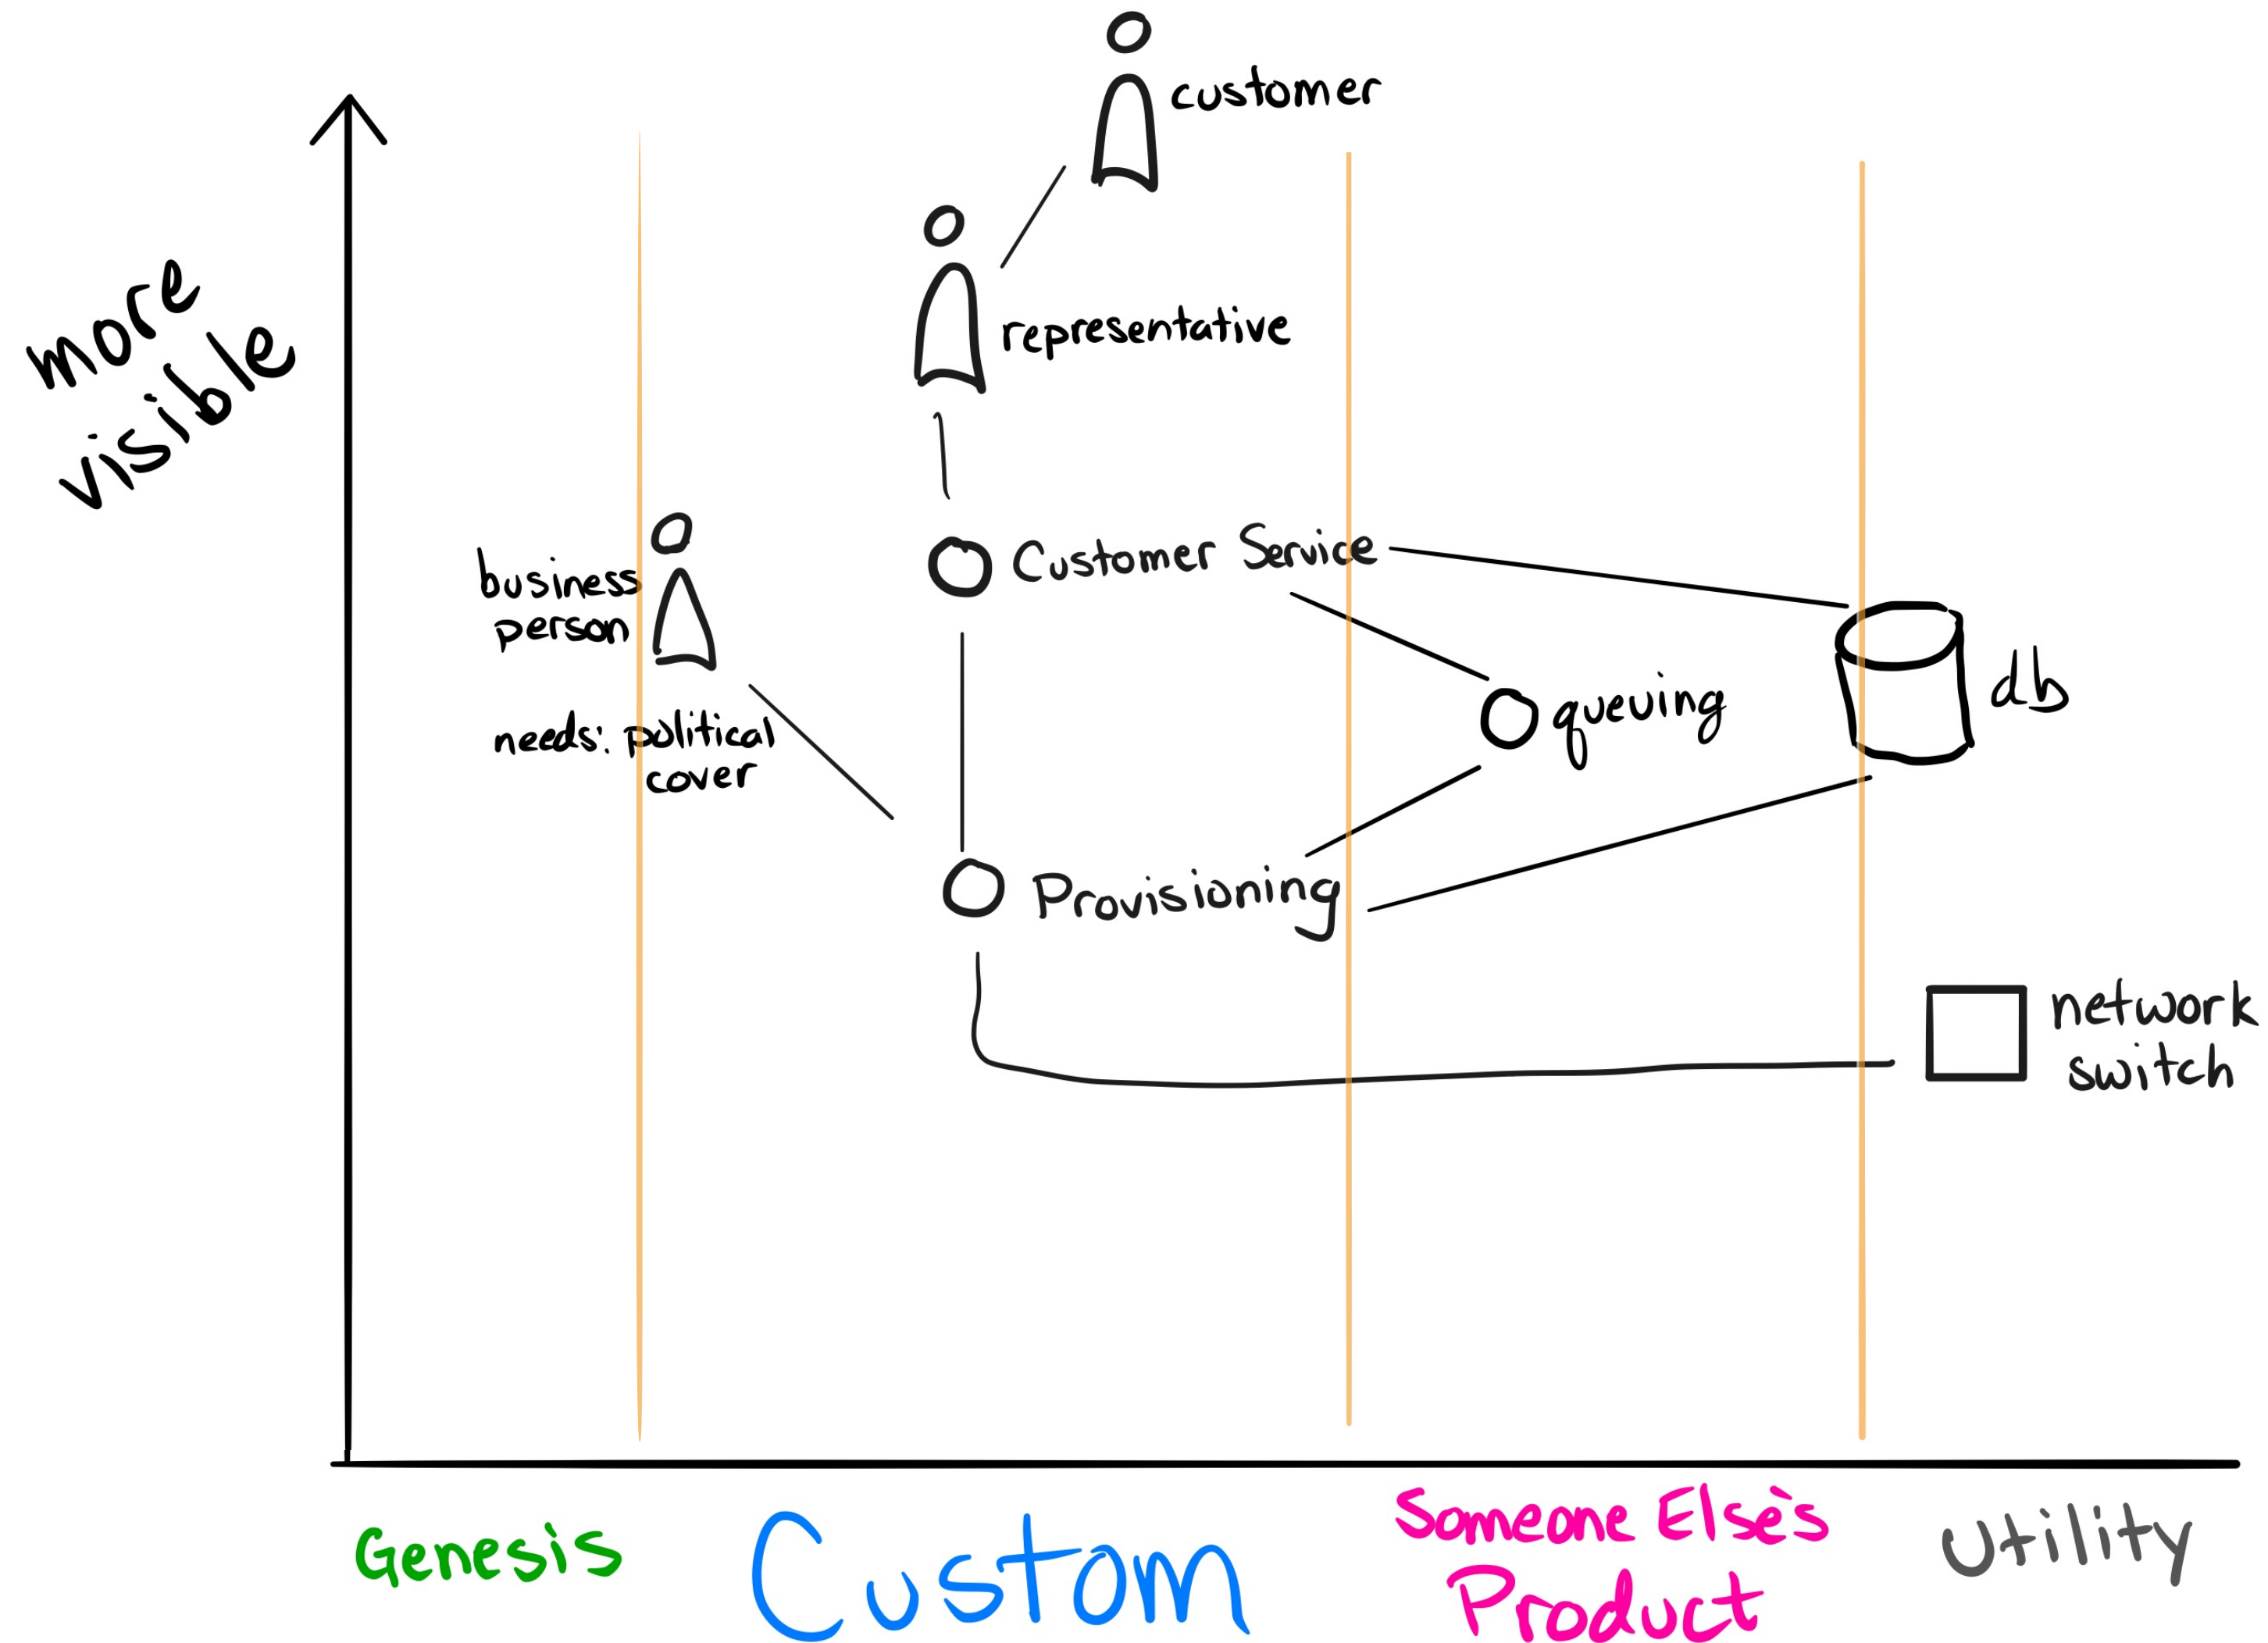 customer
more
visible
representative
Customer Service
business
person
needs: political
cover
queuing
db
Provisioning
network
switch
Genesis
Custom
Someone Else's
Product
Utility